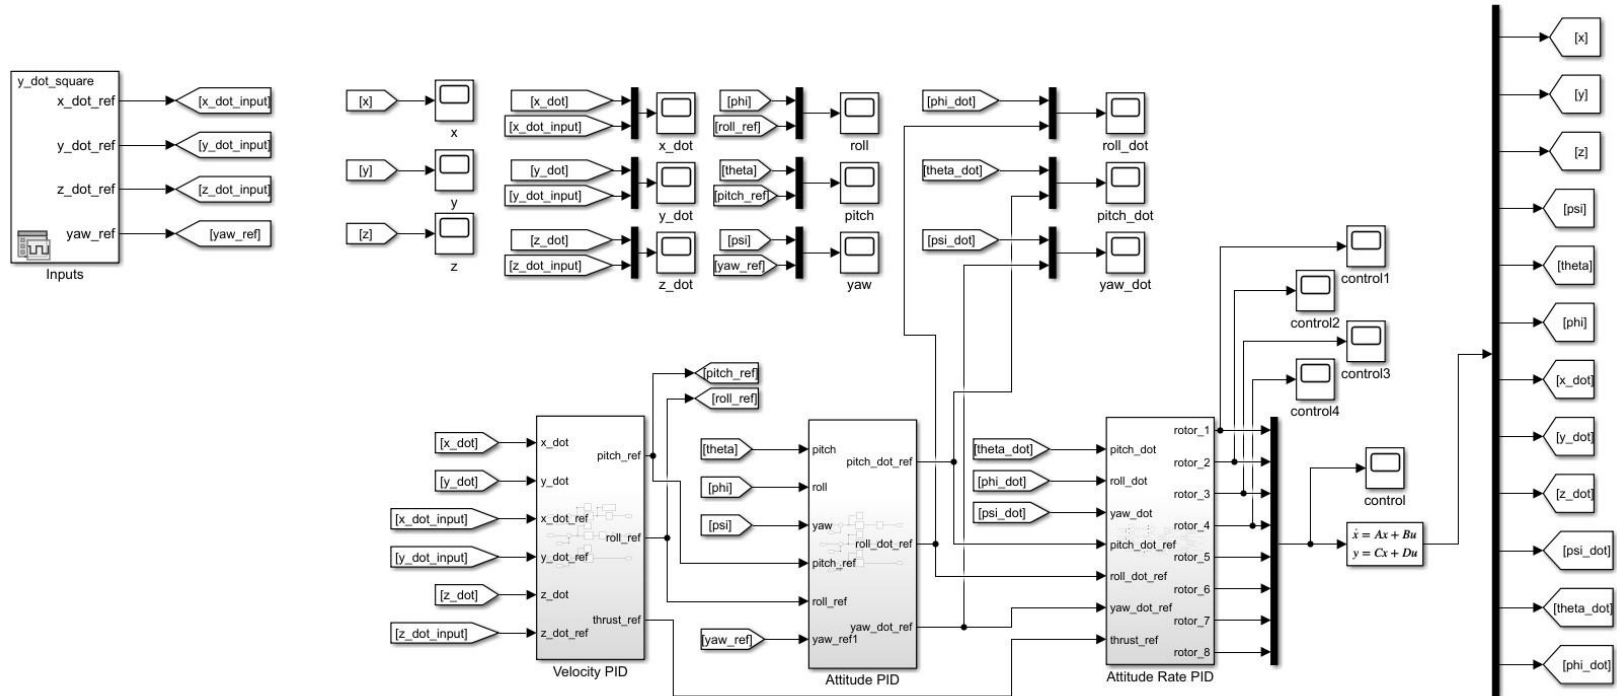 y_dot_square
x_dot_ref
y_dot_ref
z_dot_ref
yaw_ref
Inputs
[x_dot_input]
[y_dot_input]
[z_dot_input]
[yaw_ref]
[x]
x
[y]
y
[z]
z
[x_dot]
[x_dot_input]
x_dot
[y_dot]
[y_dot_input]
y_dot
[z_dot]
[z_dot_input]
z_dot
[phi]
[roll_ref]
roll
[theta]
[pitch_ref]
pitch
[psi]
[yaw_ref]
yaw
[phi_dot]
roll_dot
[theta_dot]
pitch_dot
[psi_dot]
yaw_dot
control1
control2
control3
control4
control
[pitch_ref]
[roll_ref]
[x_dot]
[y_dot]
[x_dot_input]
[y_dot_input]
[z_dot]
[z_dot_input]
x_dot
y_dot
x_dot_ref
y_dot_ref
z_dot
z_dot_ref
pitch_ref
roll_ref
thrust_ref
Velocity PID
[theta]
[phi]
[psi]
[yaw_ref]
pitch
roll
yaw
pitch_ref
roll_ref
yaw_ref1
pitch_dot_ref
roll_dot_ref
yaw_dot_ref
Attitude PID
[theta_dot]
[phi_dot]
[psi_dot]
pitch_dot
roll_dot
yaw_dot
pitch_dot_ref
roll_dot_ref
yaw_dot_ref
thrust_ref
rotor_1
rotor_2
rotor_3
rotor_4
rotor_5
rotor_6
rotor_7
rotor_8
Attitude Rate PID
ẋ = Ax + Bu
y = Cx + Du
[x]
[y]
[z]
[psi]
[theta]
[phi]
[x_dot]
[y_dot]
[z_dot]
[psi_dot]
[theta_dot]
[phi_dot]